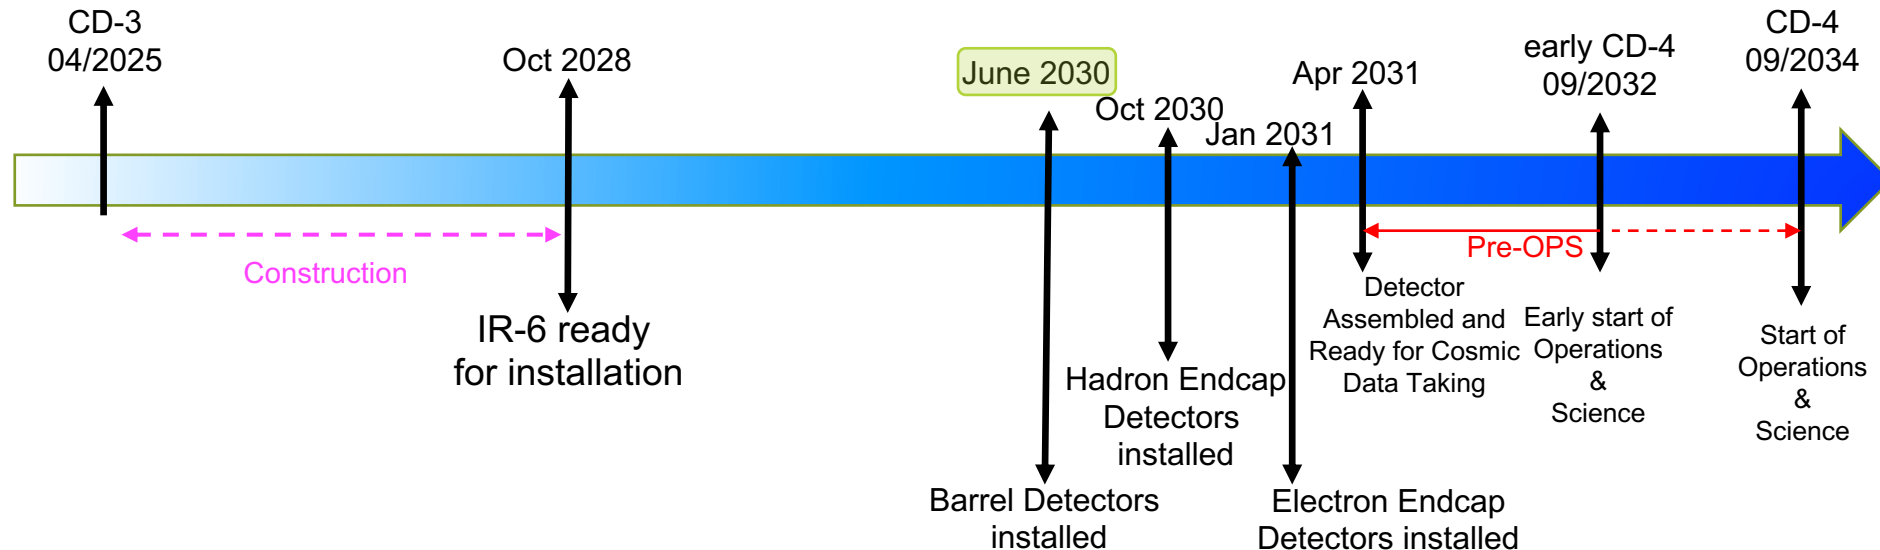 CD-3
04/2025
Oct 2028
June 2030
Oct 2030
Jan 2031
Apr 2031
early CD-4
09/2032
CD-4
09/2034
Construction
Pre-OPS
IR-6 ready
for installation
Barrel Detectors
installed
Hadron Endcap
Detectors
installed
Electron Endcap
Detectors installed
Detector
Assembled and
Ready for Cosmic
Data Taking
Early start of
Operations
&
Science
Start of
Operations
&
Science